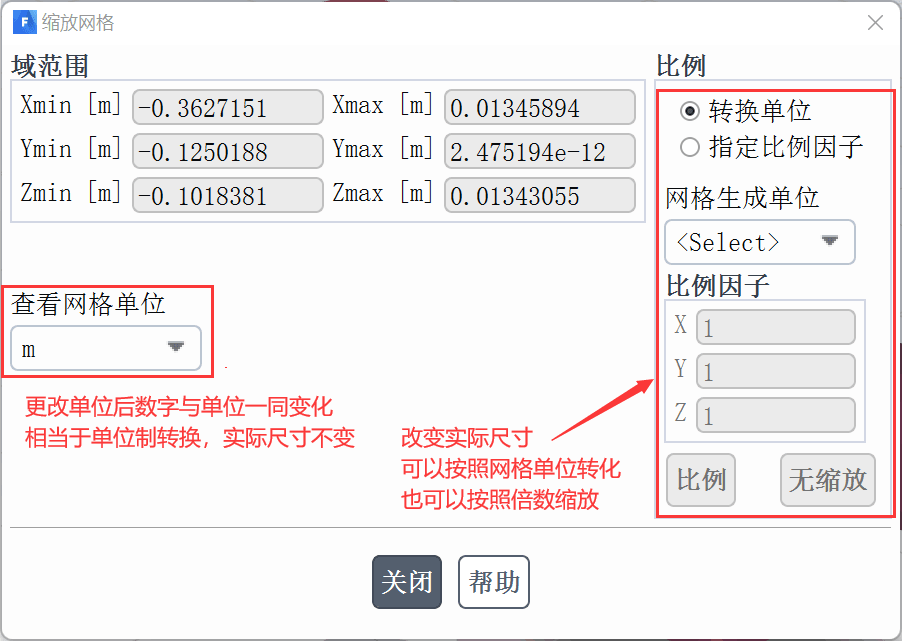 缩放网格
域范围
Xmin [m] -0.3627151 Xmax [m] 0.01345894
Ymin [m] -0.1250188 Ymax [m] 2.475194e-12
Zmin [m] -0.1018381 Zmax [m] 0.01343055
查看网格单位
m
更改单位后数字与单位一同变化
相当于单位制转换，实际尺寸不变
改变实际尺寸
可以按照网格单位转化
也可以按照倍数缩放
比例
转换单位
指定比例因子
网格生成单位
<Select>
比例因子
X 1
Y 1
Z 1
比例 无缩放
关闭 帮助